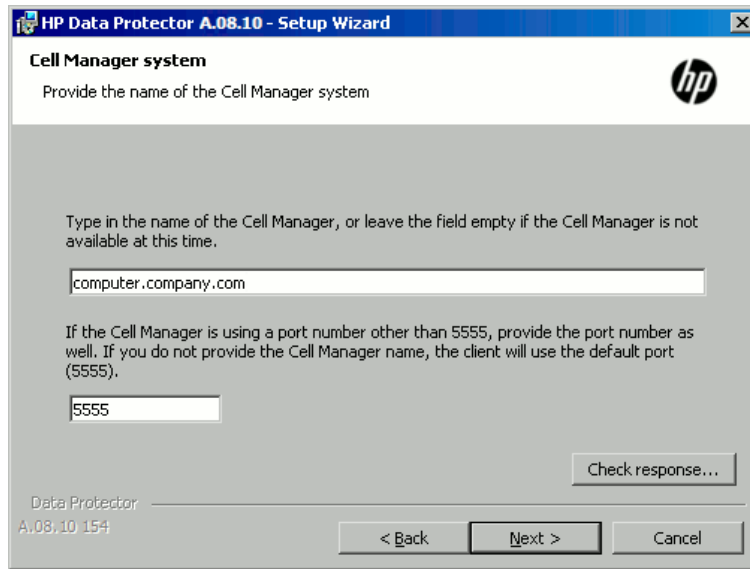 HP Data Protector A.08.10 - Setup Wizard
Cell Manager system
Provide the name of the Cell Manager system
hp
Type in the name of the Cell Manager, or leave the field empty if the Cell Manager is not
available at this time.
computer.company.com
If the Cell Manager is using a port number other than 5555, provide the port number as
well. If you do not provide the Cell Manager name, the client will use the default port
(5555).
5555
Check response...
Data Protector
A.08.10 154
< Back
Next >
Cancel